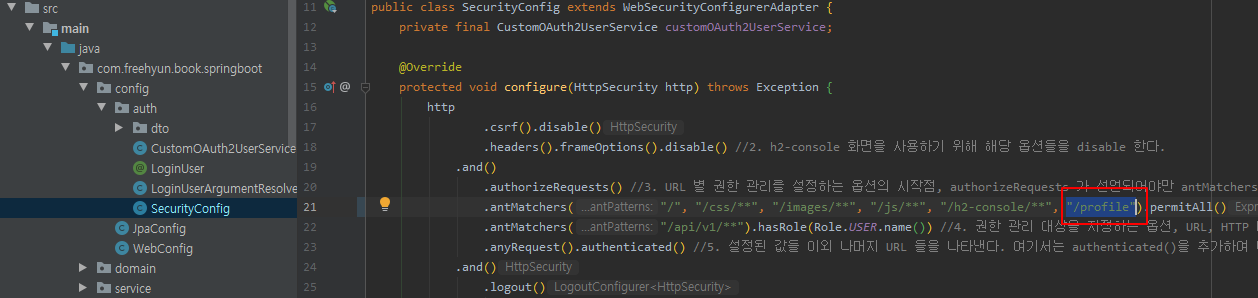 src
main
java
com.freehyun.book.springboot
config
auth
dto
CustomOAuth2UserService
LoginUser
LoginUserArgumentResolve
SecurityConfig
JpaConfig
WebConfig
domain
service
11 public class SecurityConfig extends WebSecurityConfigurerAdapter {
12 private final CustomOAuth2UserService customOAuth2UserService;
13
14 @Override
15 @ protected void configure(HttpSecurity http) throws Exception {
16 http
17 .csrf().disable() HttpSecurity
18 .headers().frameOptions().disable() //2. h2-console 화면을 사용하기 위해 해당 옵션들을 disable 한다.
19 .and()
20 .authorizeRequests() //3. URL 별 권한 관리를 설정하는 옵션의 시작점, authorizeRequests 가 선언되어야만 antMatchers
21 .antMatchers( ...antPatterns: "/", "/css/**", "/images/**", "/js/**", "/h2-console/**", "/profile").permitAll() Expr
22 .antMatchers( ...antPatterns: "/api/v1/**").hasRole(Role.USER.name()) //4. 권한 관리 대상을 지정하는 옵션, URL, HTTP
23 .anyRequest().authenticated() //5. 설정된 값들 이외 나머지 URL 들을 나타낸다. 여기서는 authenticated()을 추가하여
24 .and() HttpSecurity
25 .logout() LogoutConfigurer<HttpSecurity>